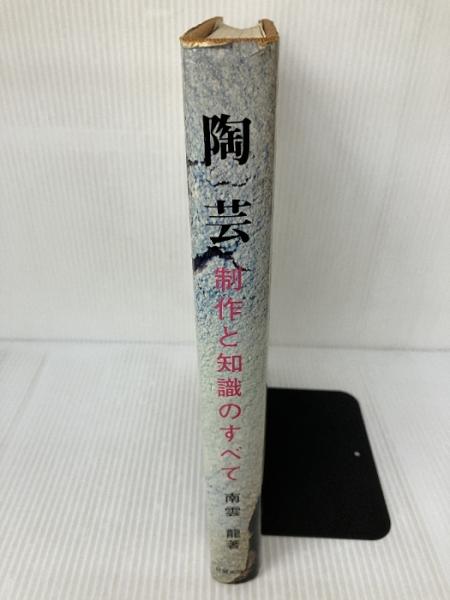 陶芸
制作と知識のすべて
南雲 龍著